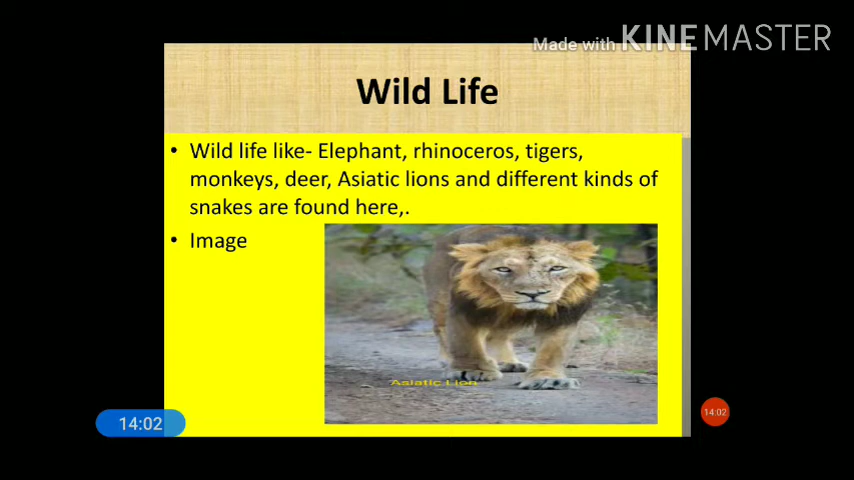 Made with KINEMASTER
Wild Life
• Wild life like- Elephant, rhinoceros, tigers,
monkeys, deer, Asiatic lions and different kinds of
snakes are found here,.
• Image
Asiatic Lion
14:02
14:02